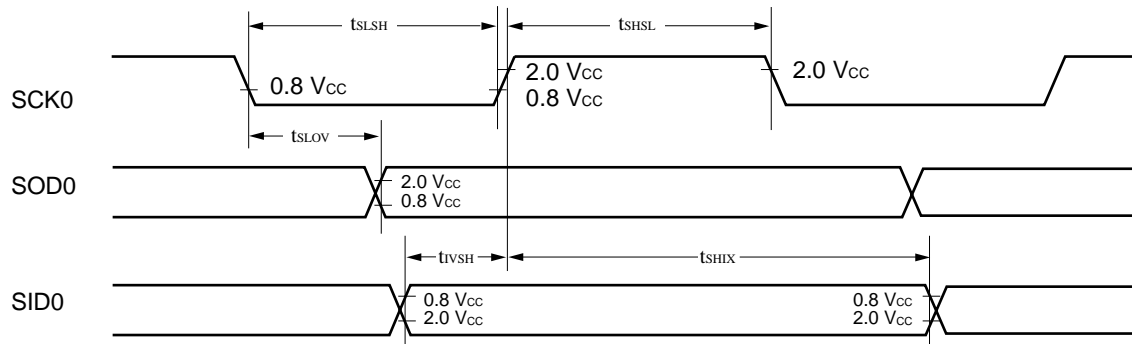 tSLSH
tSHSL
SCK0
0.8 VCC
2.0 VCC
0.8 VCC
2.0 VCC
tSLOV
SOD0
2.0 VCC
0.8 VCC
tIVSH
tSHIX
SID0
0.8 VCC
2.0 VCC
0.8 VCC
2.0 VCC